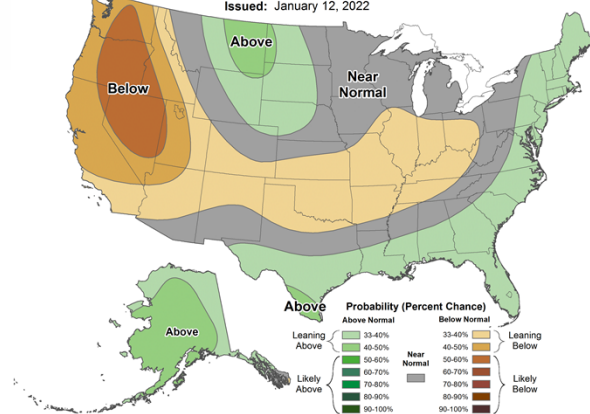 Issued: January 12, 2022
Above
Below
Near
Normal
Above
Above
Probability (Percent Chance)
Above Normal
Below Normal
Leaning
Above
33-40%
40-50%
Likely
Above
50-60%
60-70%
70-80%
80-90%
90-100%
Near
Normal
33-40%
40-50%
Leaning
Below
50-60%
60-70%
70-80%
80-90%
90-100%
Likely
Below